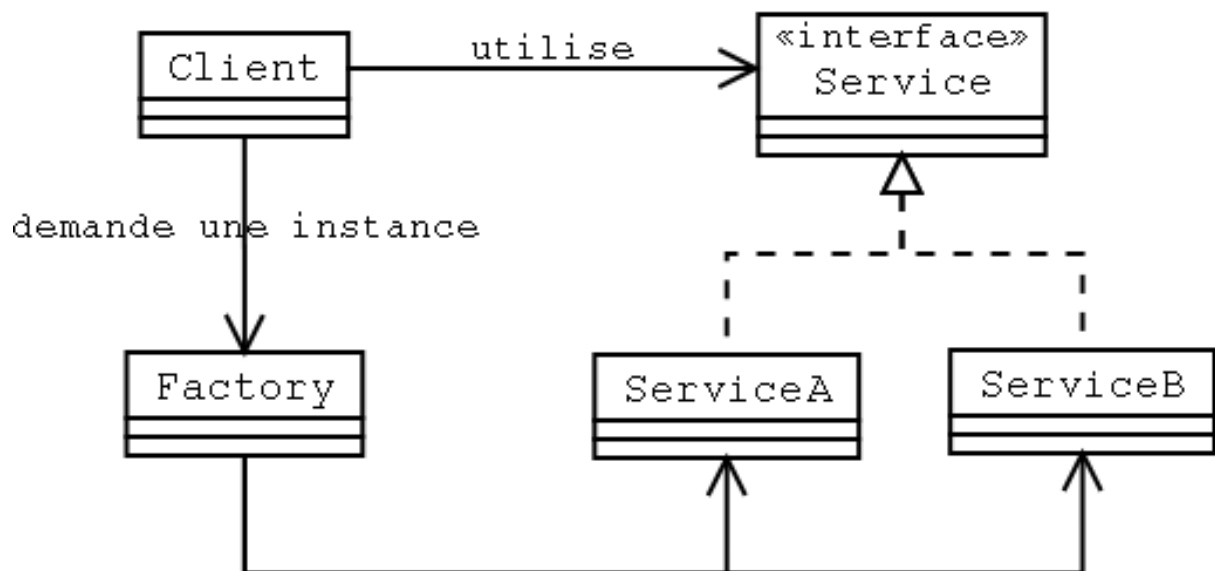 Client
utilise
«interface»
Service
demande une instance
Factory
ServiceA
ServiceB